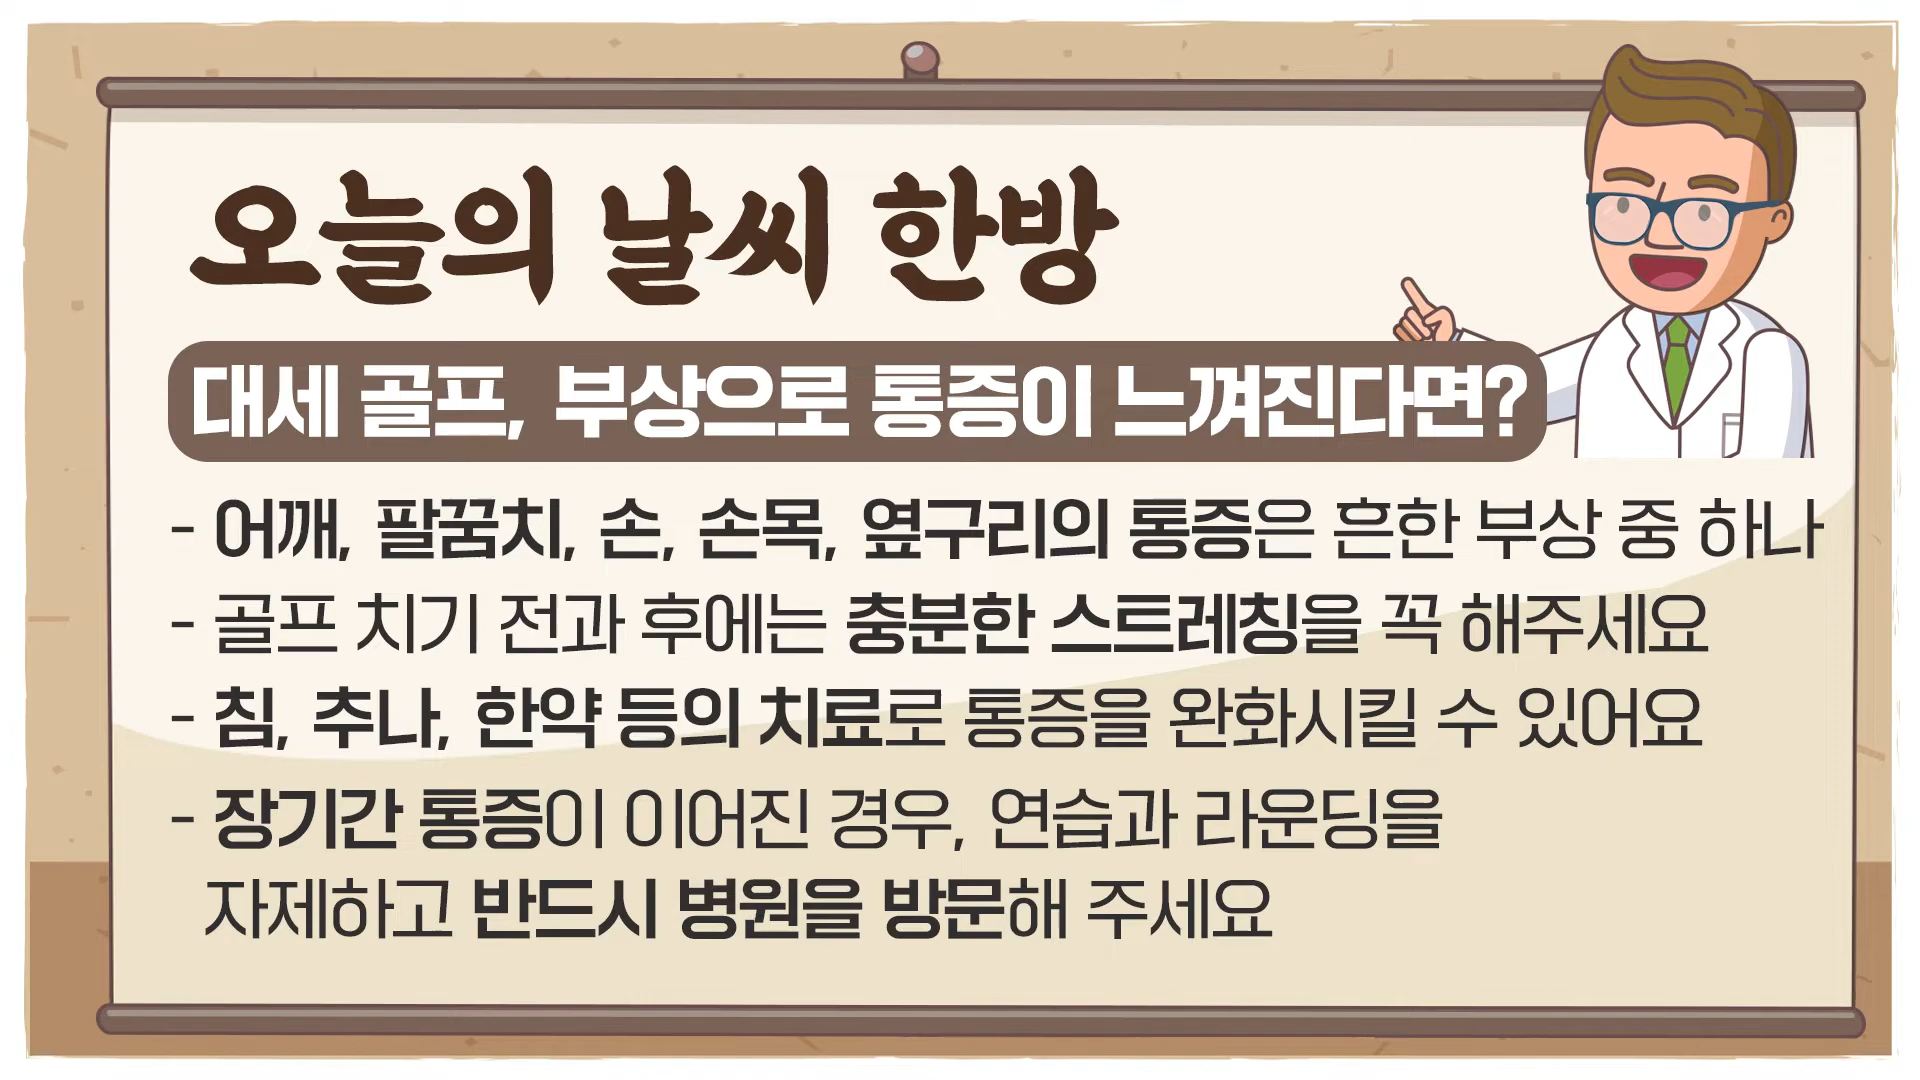 오늘의 날씨 한방
대세 골프, 부상으로 통증이 느껴진다면?
- 어깨, 팔꿈치, 손, 손목, 옆구리의 통증은 흔한 부상 중 하나
- 골프 치기 전과 후에는 충분한 스트레칭을 꼭 해주세요
- 침, 추나, 한약 등의 치료로 통증을 완화시킬 수 있어요
- 장기간 통증이 이어진 경우, 연습과 라운딩을
자제하고 반드시 병원을 방문해 주세요